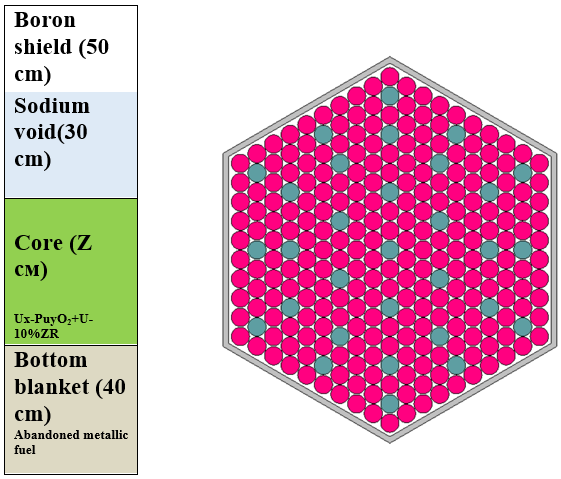 Boron
shield (50
cm)
Sodium
void(30
cm)
Core (Z
см)
Ux-PuyO₂+U-
10%ZR
Bottom
blanket (40
cm)
Abandoned metallic
fuel